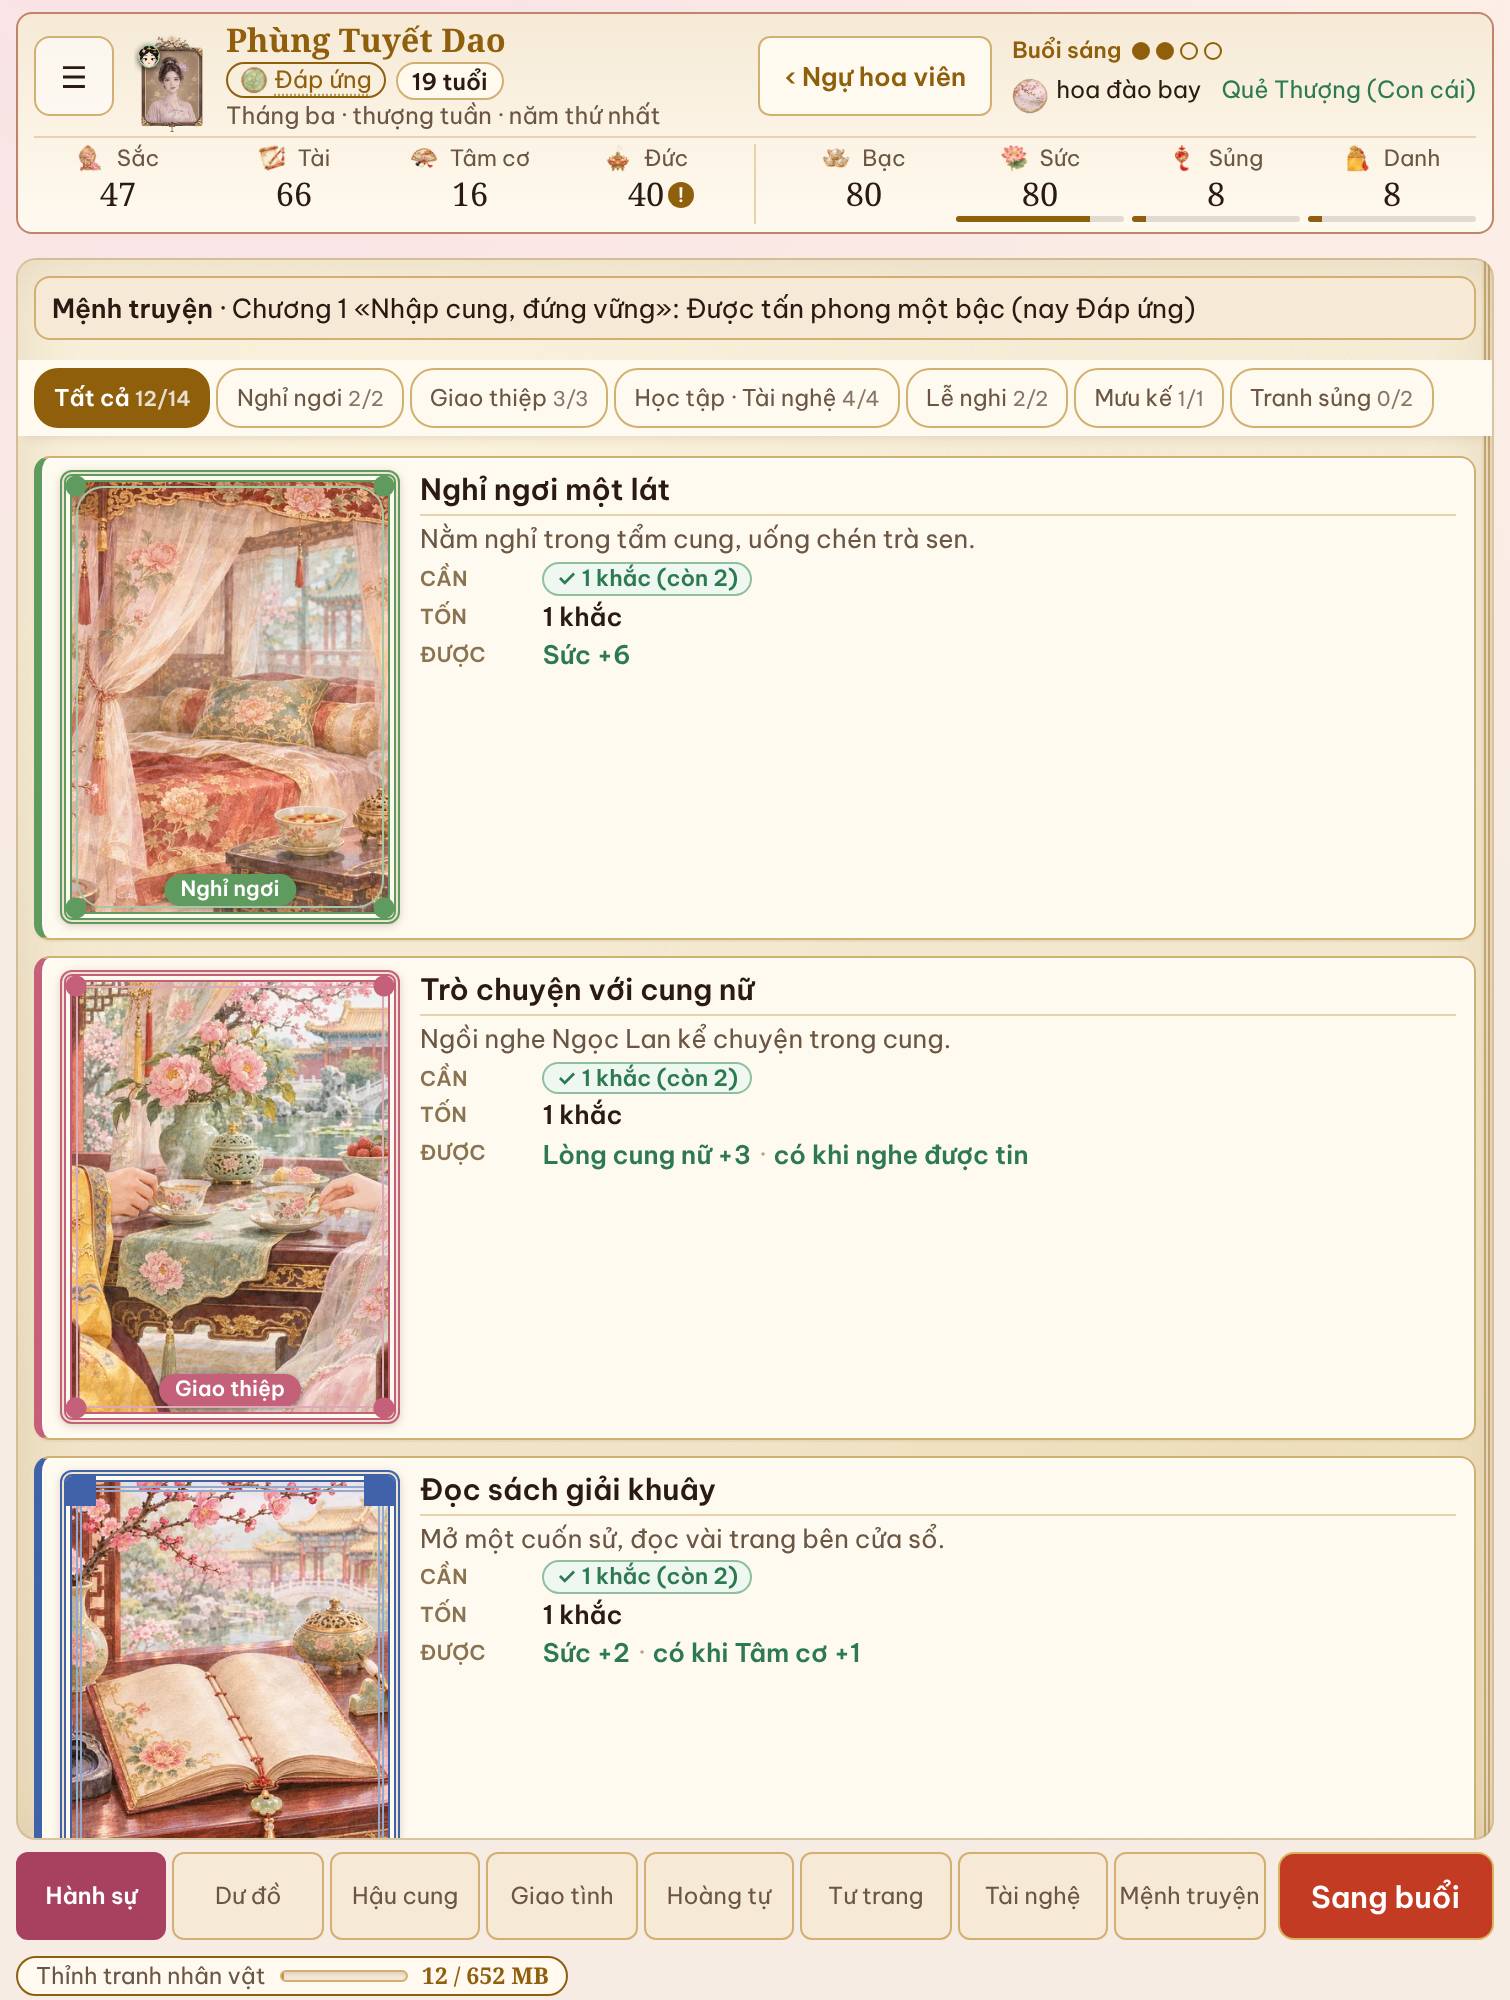 ☰
Phùng Tuyết Dao
Đáp ứng 19 tuổi
Tháng ba · thượng tuần · năm thứ nhất
‹ Ngự hoa viên
Buổi sáng
hoa đào bay Quẻ Thượng (Con cái)
Sắc Tài Tâm cơ Đức Bạc Sức Sủng Danh
47 66 16 40 ! 80 80 8 8
Mệnh truyện · Chương 1 «Nhập cung, đứng vững»: Được tấn phong một bậc (nay Đáp ứng)
Tất cả 12/14 Nghỉ ngơi 2/2 Giao thiệp 3/3 Học tập · Tài nghệ 4/4 Lễ nghi 2/2 Mưu kế 1/1 Tranh sủng 0/2
Nghỉ ngơi một lát
Nằm nghỉ trong tẩm cung, uống chén trà sen.
CẦN ✓ 1 khắc (còn 2)
TỐN 1 khắc
ĐƯỢC Sức +6
Nghỉ ngơi
Trò chuyện với cung nữ
Ngồi nghe Ngọc Lan kể chuyện trong cung.
CẦN ✓ 1 khắc (còn 2)
TỐN 1 khắc
ĐƯỢC Lòng cung nữ +3 · có khi nghe được tin
Giao thiệp
Đọc sách giải khuây
Mở một cuốn sử, đọc vài trang bên cửa sổ.
CẦN ✓ 1 khắc (còn 2)
TỐN 1 khắc
ĐƯỢC Sức +2 · có khi Tâm cơ +1
Hành sự Dư đồ Hậu cung Giao tình Hoàng tự Tư trang Tài nghệ Mệnh truyện Sang buổi
Thỉnh tranh nhân vật 12 / 652 MB